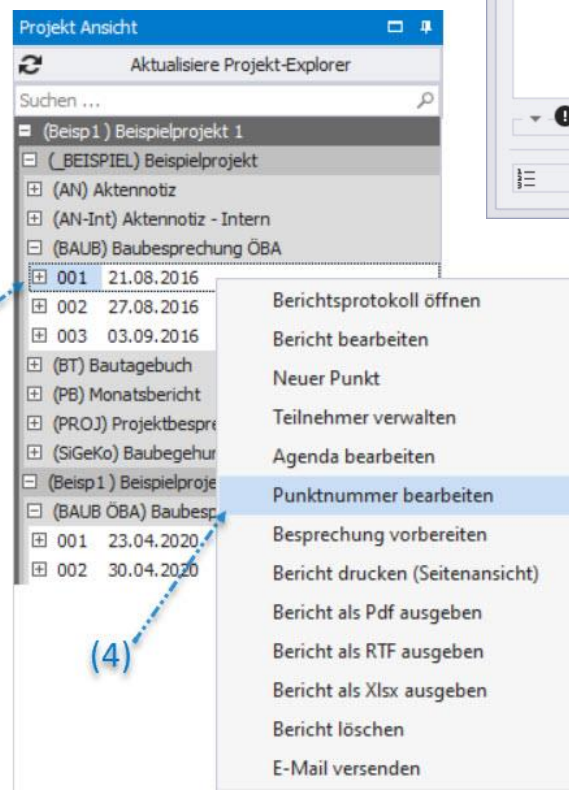 Projekt Ansicht
Aktualisiere Projekt-Explorer
Suchen ...
(Beisp1 ) Beispielprojekt 1
(_BEISPIEL) Beispielprojekt
(AN) Aktennotiz
(AN-Int) Aktennotiz - Intern
(BAUB) Baubesprechung ÖBA
001 21.08.2016
002 27.08.2016
003 03.09.2016
(BT) Bautagebuch
(PB) Monatsbericht
(PROJ) Projektbespre
(SiGeKo) Baubegehun
(Beisp1 ) Beispielproje
(BAUB ÖBA) Baubesp
001 23.04.2020
002 30.04.2020
(4)
Berichtsprotokoll öffnen
Bericht bearbeiten
Neuer Punkt
Teilnehmer verwalten
Agenda bearbeiten
Punktnummer bearbeiten
Besprechung vorbereiten
Bericht drucken (Seitenansicht)
Bericht als Pdf ausgeben
Bericht als RTF ausgeben
Bericht als Xlsx ausgeben
Bericht löschen
E-Mail versenden